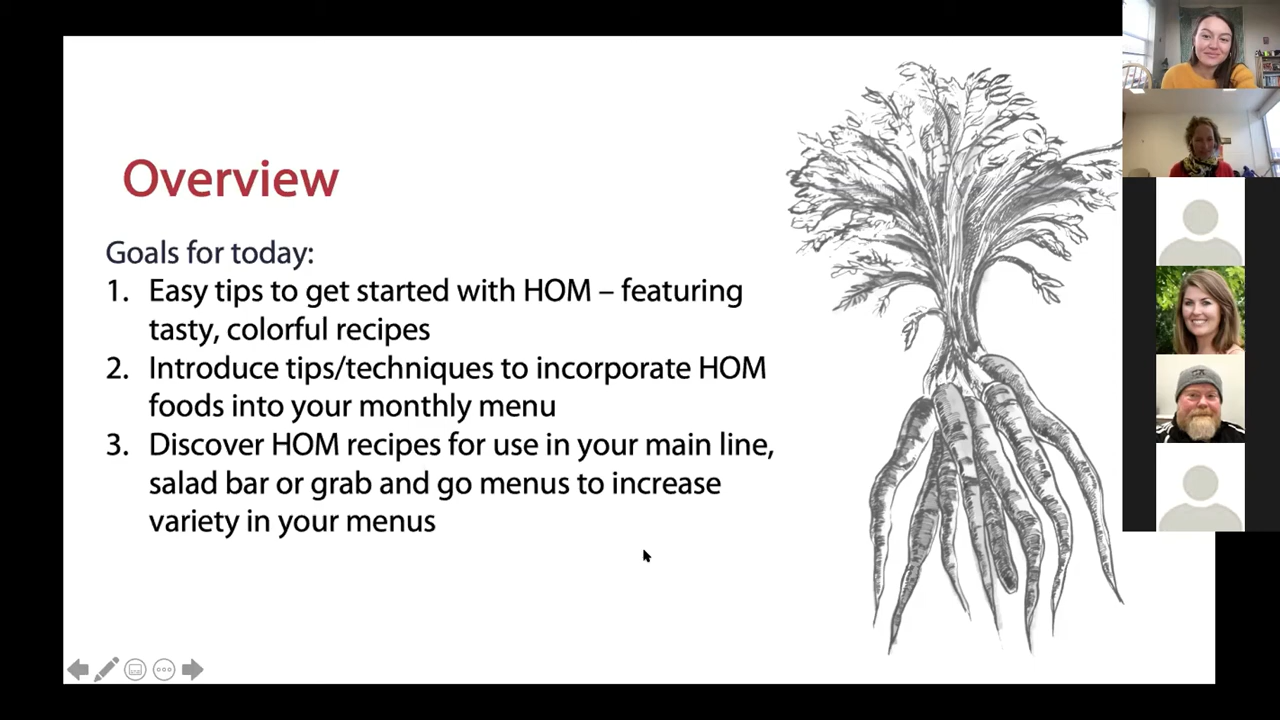 Overview
Goals for today:
1. Easy tips to get started with HOM – featuring
tasty, colorful recipes
2. Introduce tips/techniques to incorporate HOM
foods into your monthly menu
3. Discover HOM recipes for use in your main line,
salad bar or grab and go menus to increase
variety in your menus